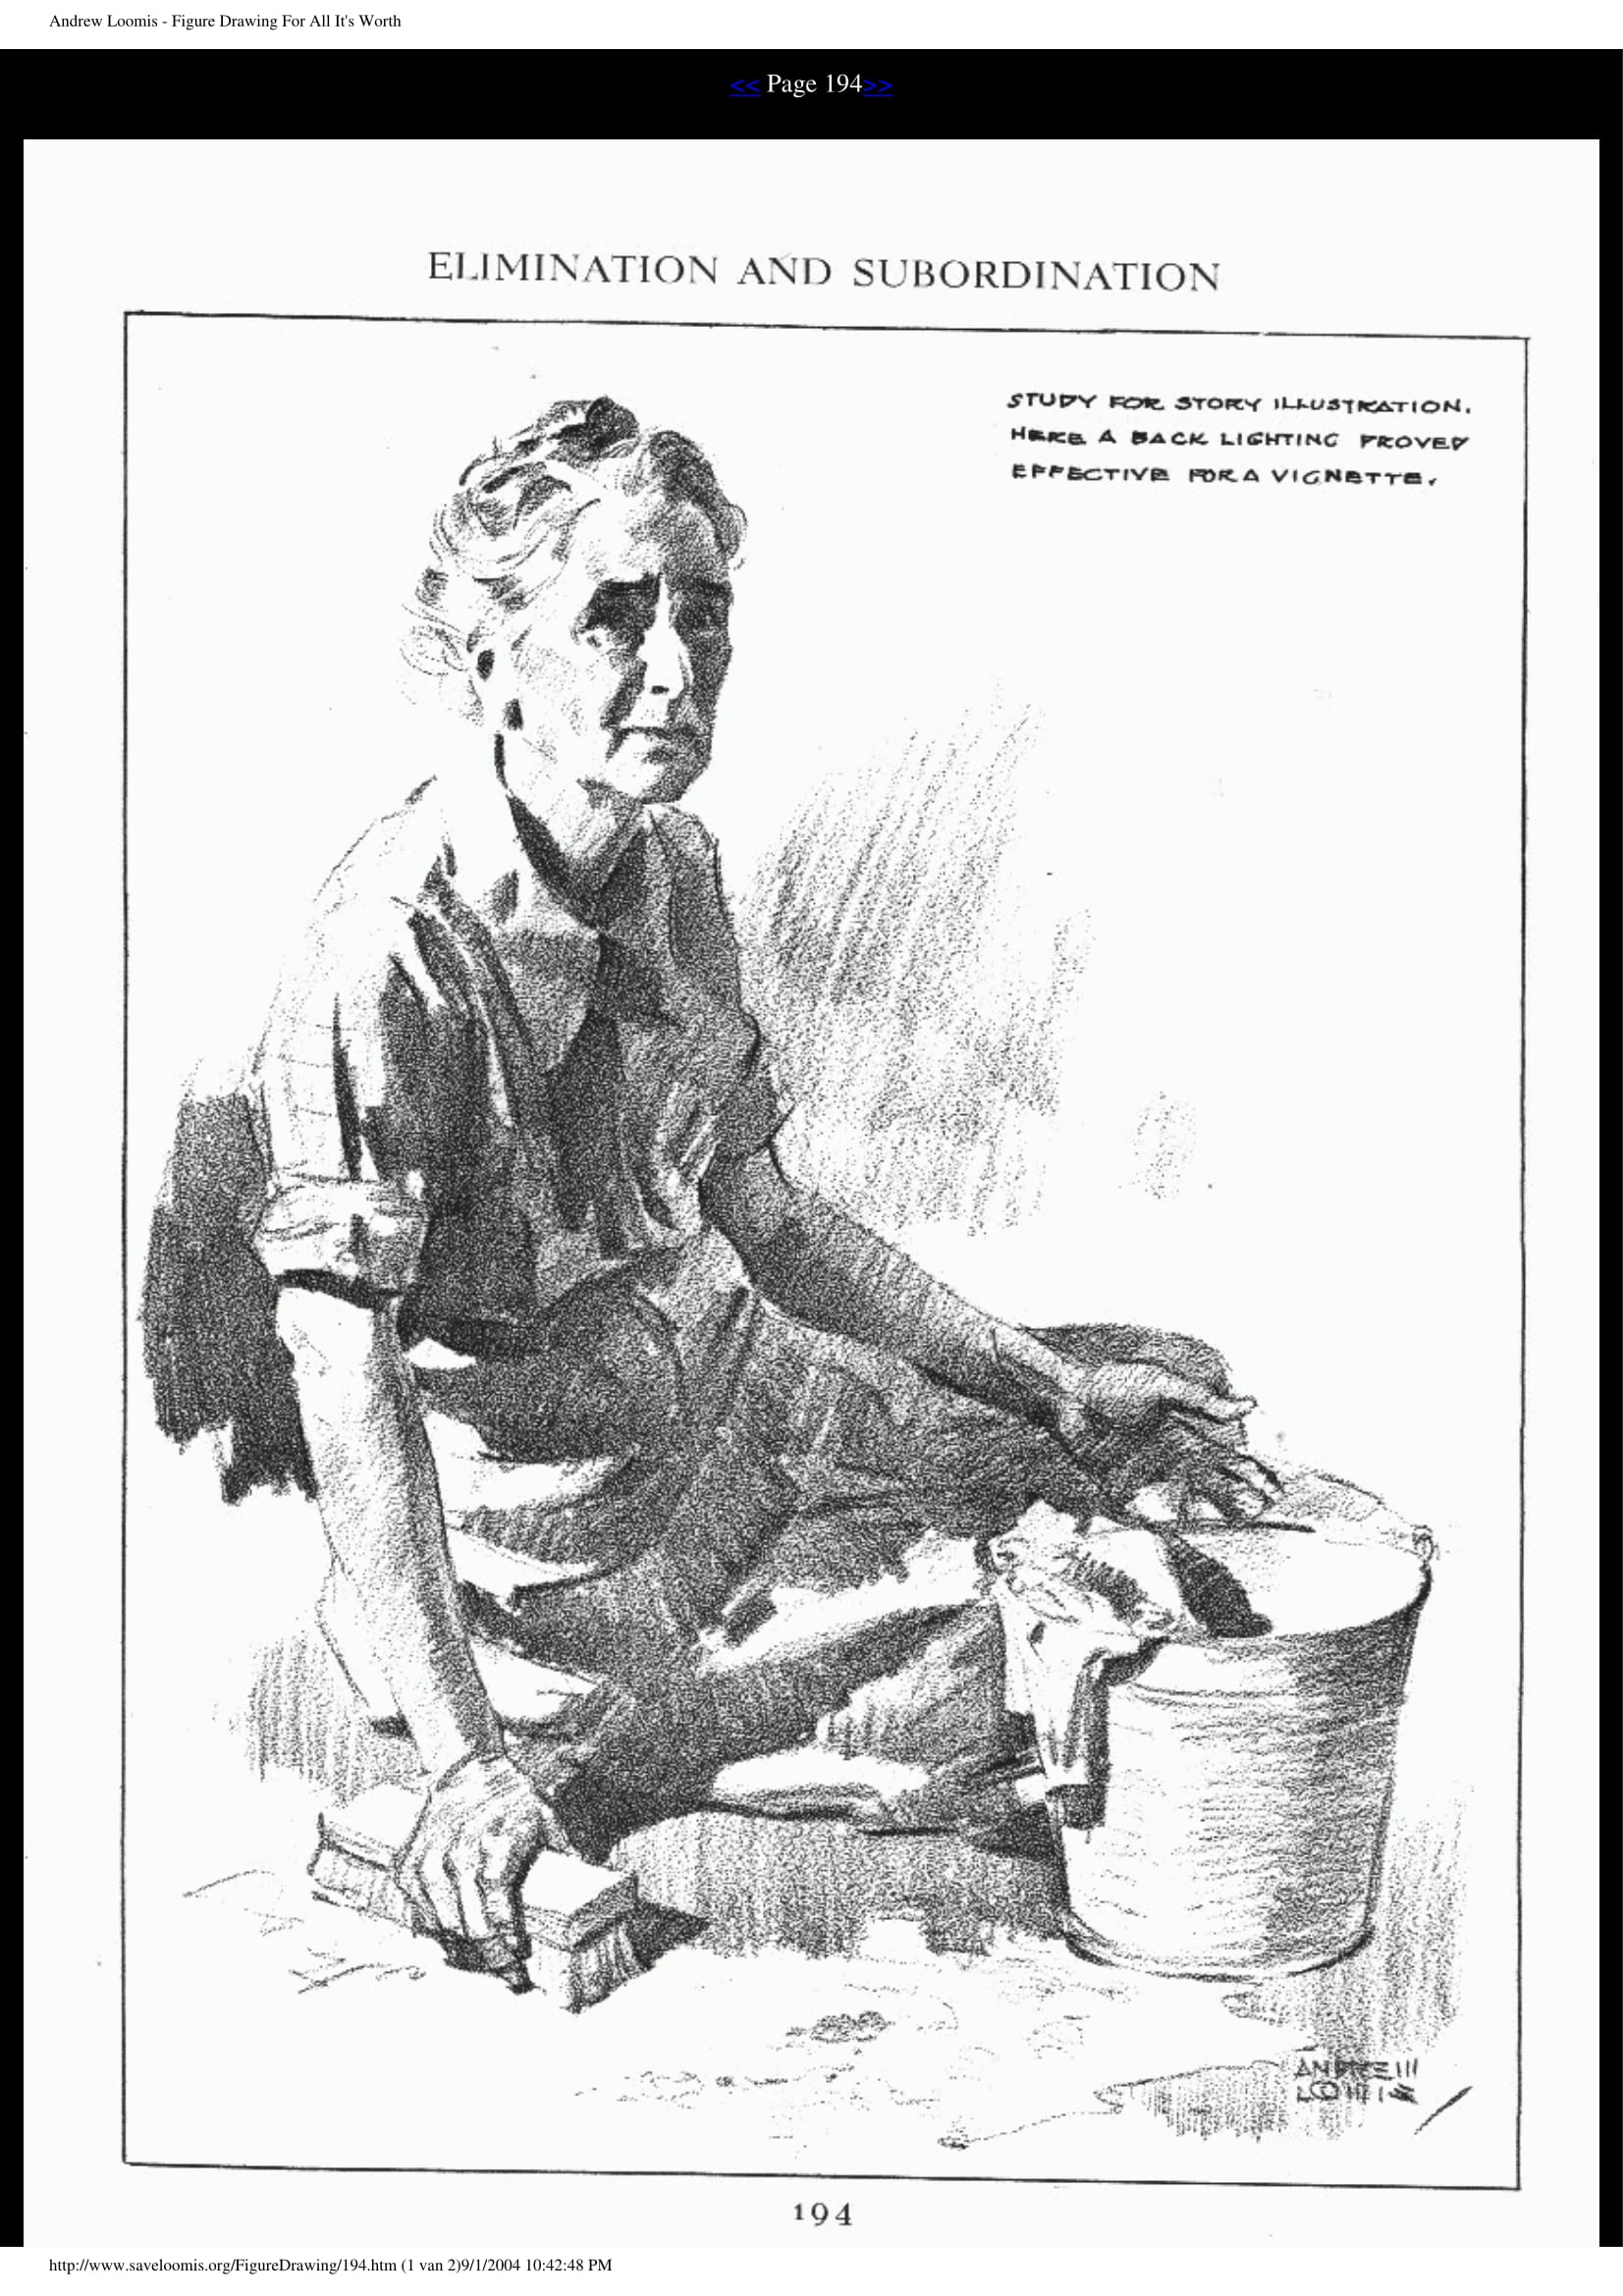 Andrew Loomis - Figure Drawing For All It's Worth
<< Page 194>>
ELIMINATION AND SUBORDINATION
STUDY FOR STORY ILLUSTRATION.
HERE A BACK LIGHTING PROVED
EFFECTIVE FOR A VIGNETTE.
ANDREW
LOOMIS
194
http://www.saveloomis.org/FigureDrawing/194.htm (1 van 2)9/1/2004 10:42:48 PM